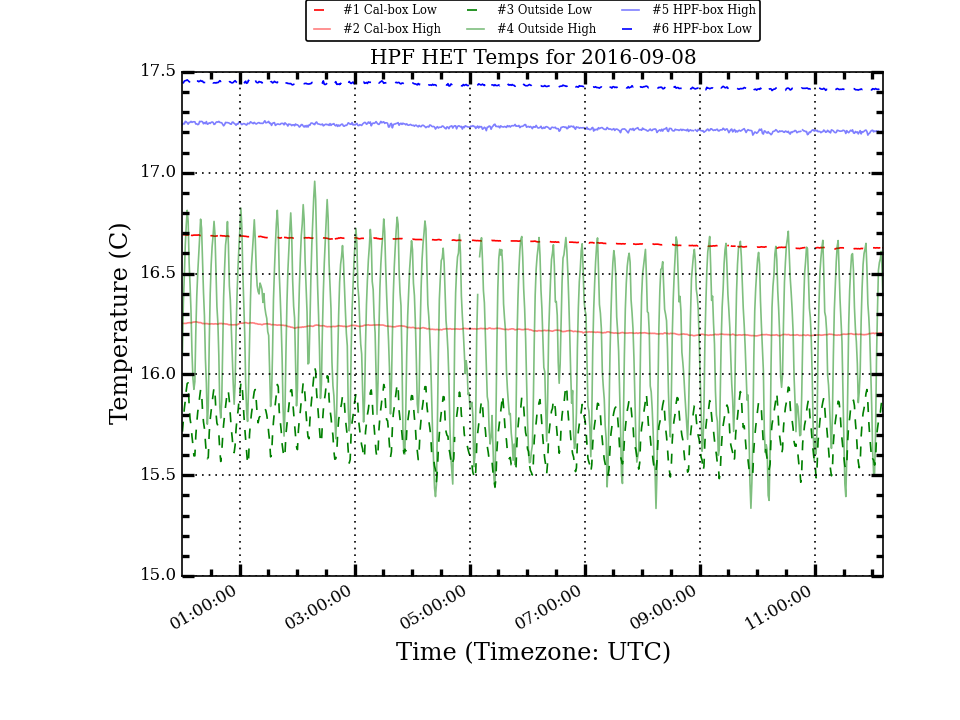 #1 Cal-box Low #3 Outside Low #5 HPF-box High
#2 Cal-box High #4 Outside High #6 HPF-box Low
HPF HET Temps for 2016-09-08
17.5
17.0
16.5
16.0
15.5
15.0
Temperature (C)
01:00:00 03:00:00 05:00:00 07:00:00 09:00:00 11:00:00
Time (Timezone: UTC)